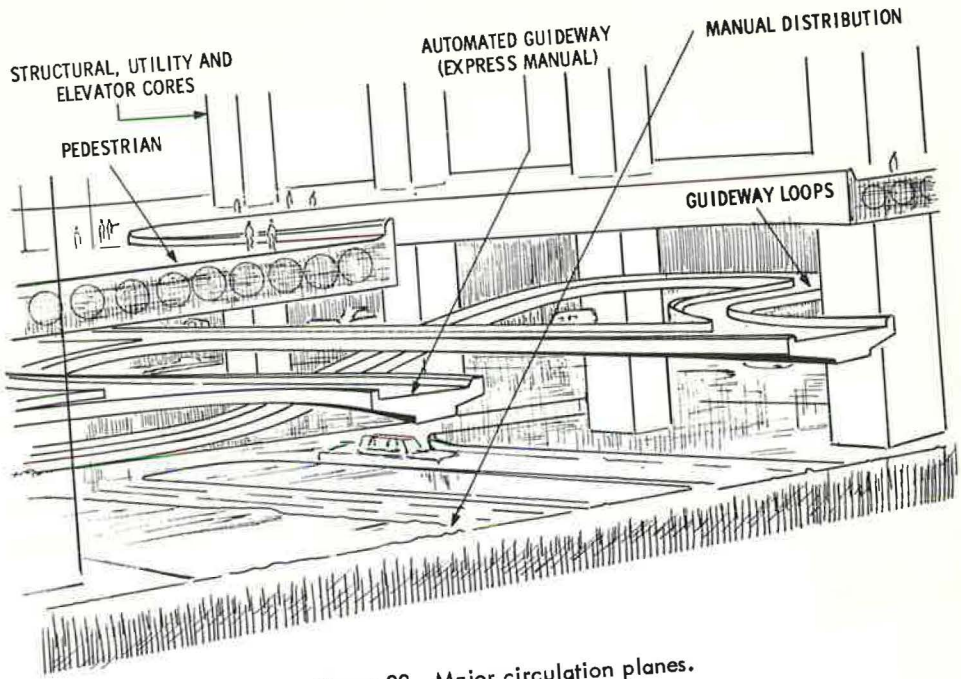 MANUAL DISTRIBUTION
AUTOMATED GUIDEWAY
(EXPRESS MANUAL)
STRUCTURAL, UTILITY AND
ELEVATOR CORES
PEDESTRIAN
GUIDEWAY LOOPS
Major circulation planes.